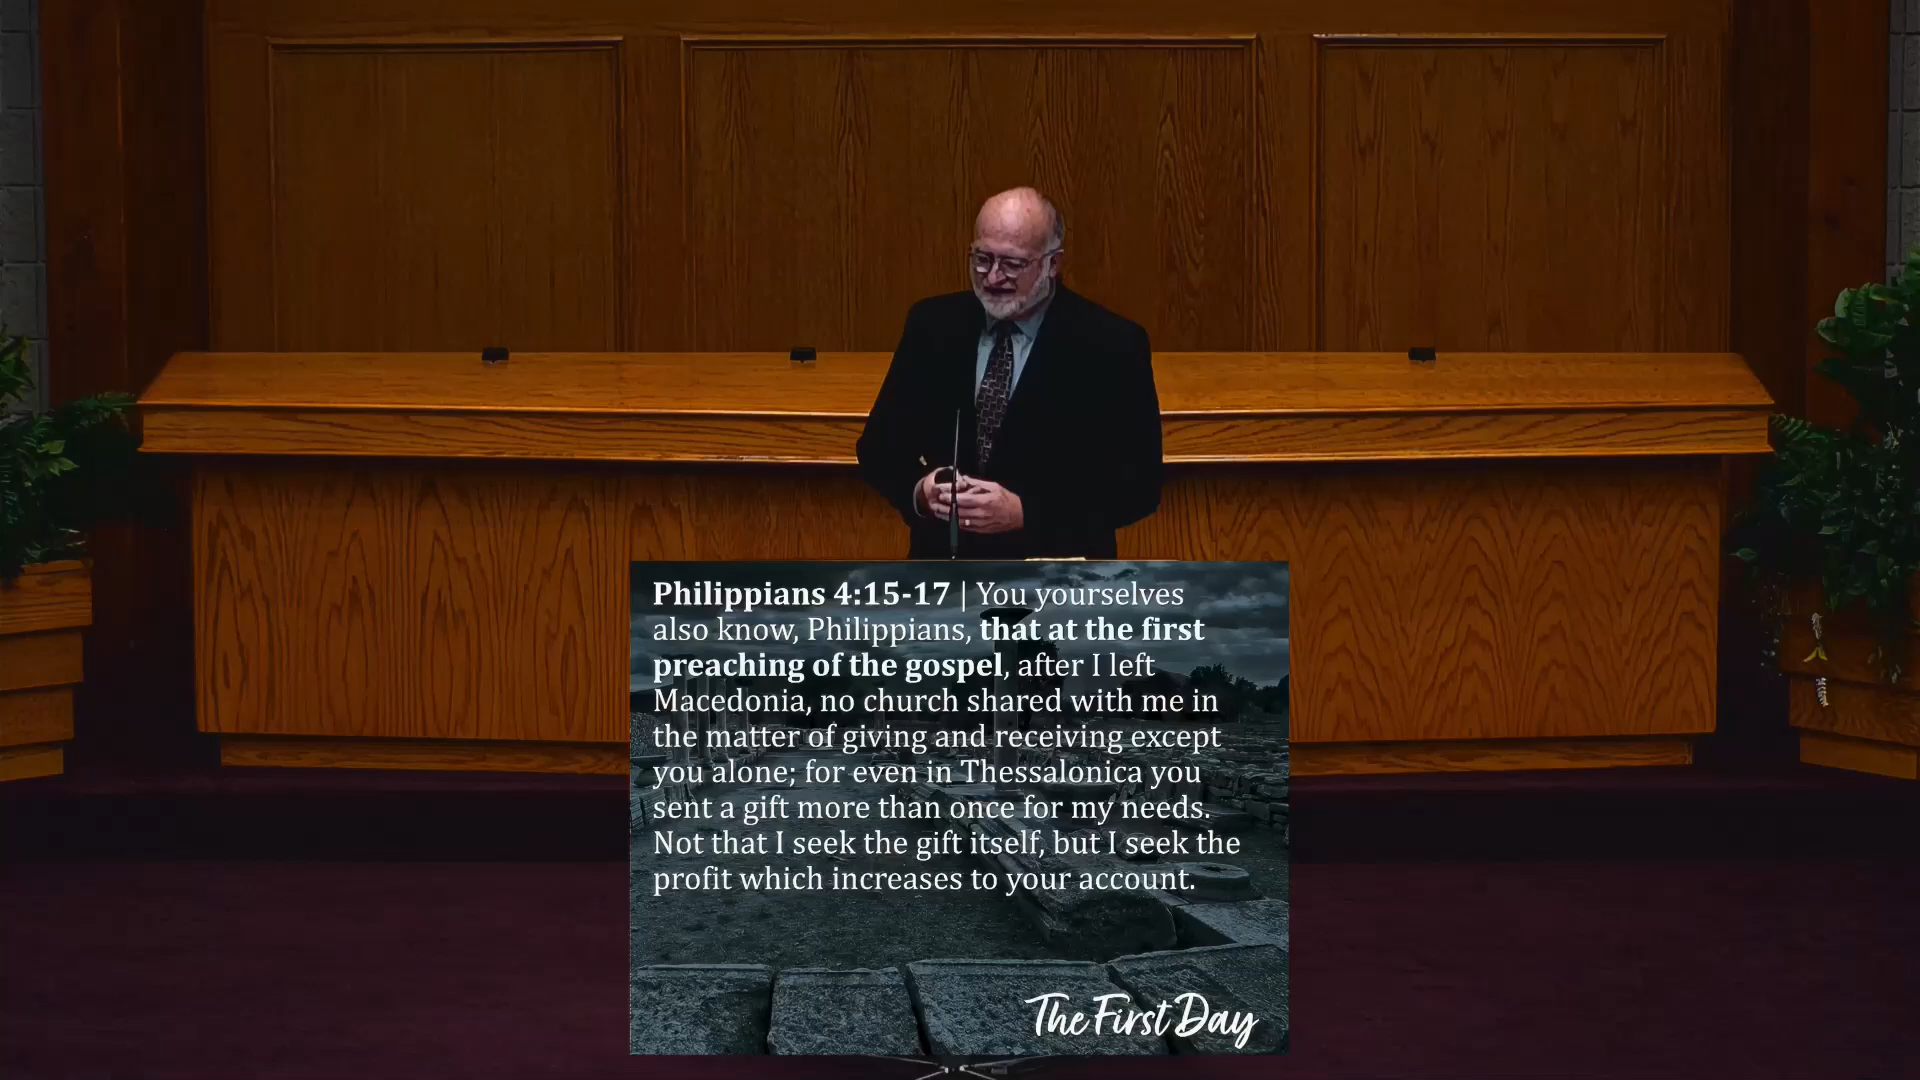 Philippians 4:15-17 | You yourselves
also know, Philippians, that at the first
preaching of the gospel, after I left
Macedonia, no church shared with me in
the matter of giving and receiving except
you alone; for even in Thessalonica you
sent a gift more than once for my needs.
Not that I seek the gift itself, but I seek the
profit which increases to your account.
The First Day